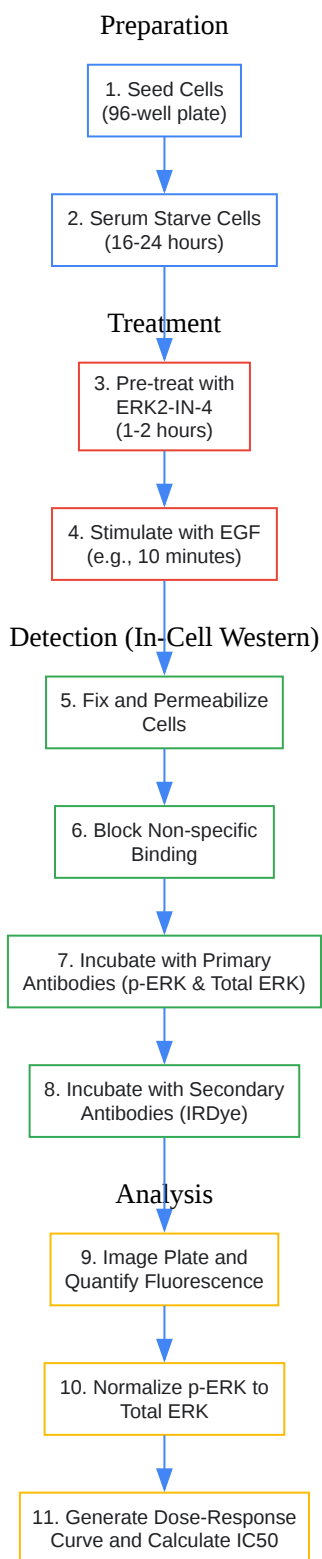 Preparation
1. Seed Cells
(96-well plate)
2. Serum Starve Cells
(16-24 hours)
Treatment
3. Pre-treat with
ERK2-IN-4
(1-2 hours)
4. Stimulate with EGF
(e.g., 10 minutes)
Detection (In-Cell Western)
5. Fix and Permeabilize
Cells
6. Block Non-specific
Binding
7. Incubate with Primary
Antibodies (p-ERK & Total ERK)
8. Incubate with Secondary
Antibodies (IRDye)
Analysis
9. Image Plate and
Quantify Fluorescence
10. Normalize p-ERK to
Total ERK
11. Generate Dose-Response
Curve and Calculate IC50